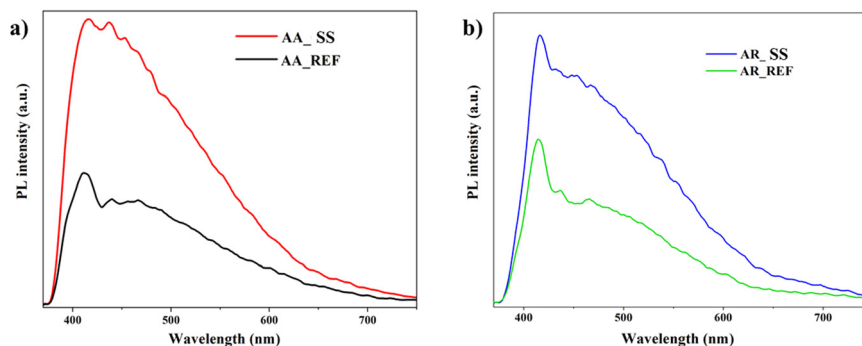 a)
AA_ SS
AA_REF
PL intensity (a.u.)
400
500
600
700
Wavelength (nm)
b)
AR_ SS
AR_REF
PL intensity (a.u.)
400
500
600
700
Wavelength (nm)